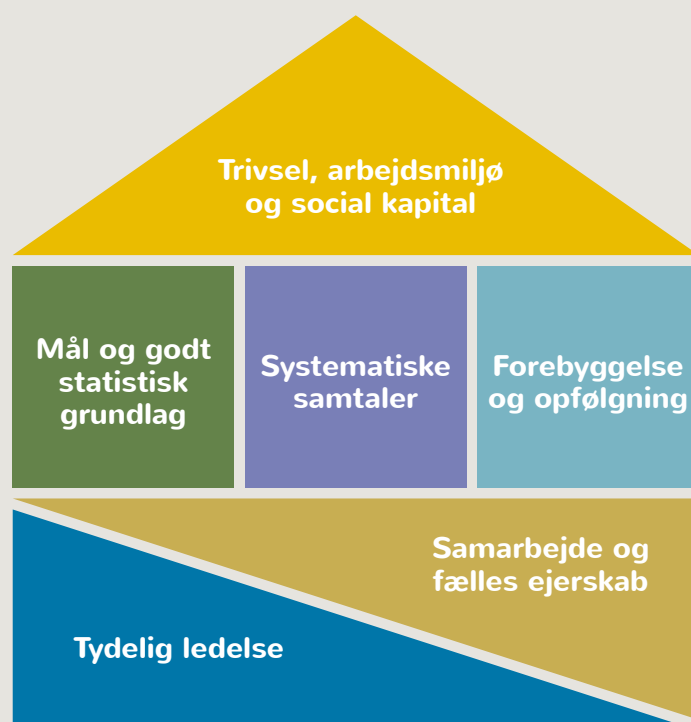 Trivsel, arbejdsmiljø
og social kapital
Mål og godt
statistisk
grundlag
Systematiske
samtaler
Forebyggelse
og opfølgning
Samarbejde og
fælles ejerskab
Tydelig ledelse